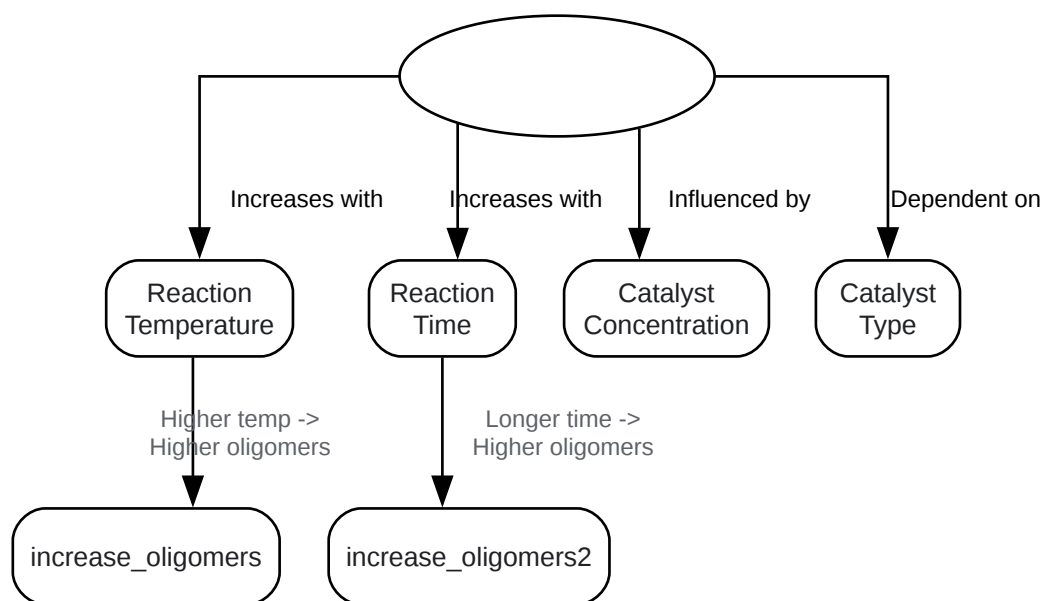 Increases with
Increases with
Influenced by
Dependent on
Reaction
Temperature
Reaction
Time
Catalyst
Concentration
Catalyst
Type
Higher temp ->
Higher oligomers
Longer time ->
Higher oligomers
increase_oligomers
increase_oligomers2